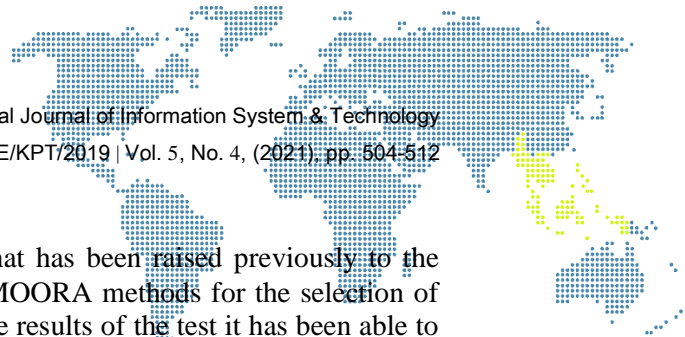 al Journal of Information System & Technology
E/KPT/2019 | Vol. 5, No. 4, (2021), pp. 504-512
hat has been raised previously to the
MOORA methods for the selection of
e results of the test it has been able to